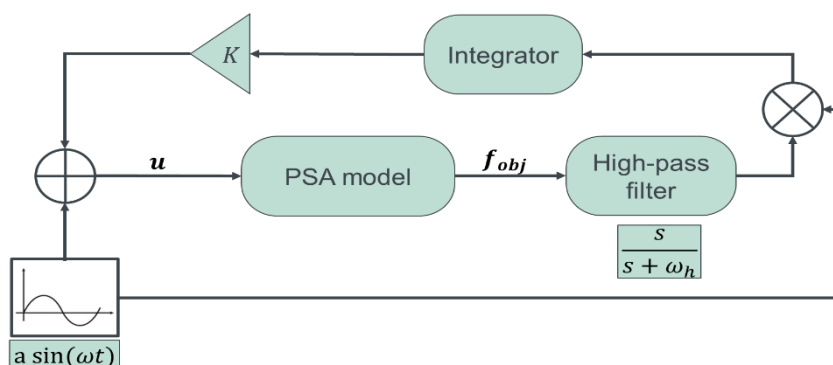 K
Integrator
u
PSA model
f_obj
High-pass
filter
s
s + ω_h
a sin(ωt)